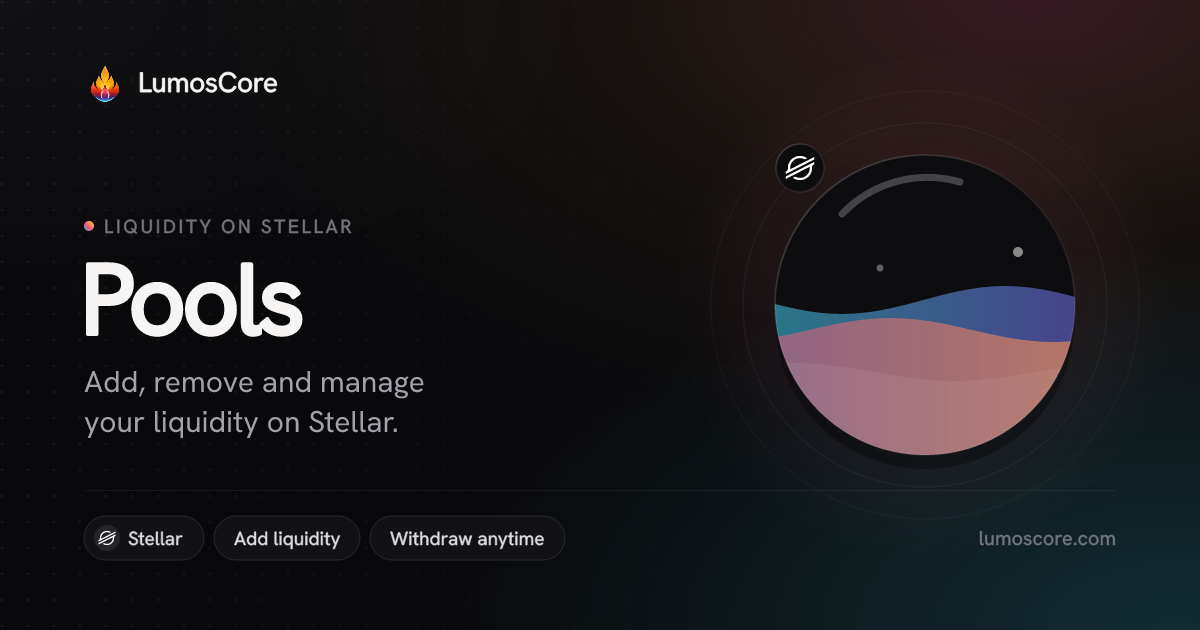 LumosCore
LIQUIDITY ON STELLAR
Pools
Add, remove and manage
your liquidity on Stellar.
Stellar
Add liquidity
Withdraw anytime
lumoscore.com